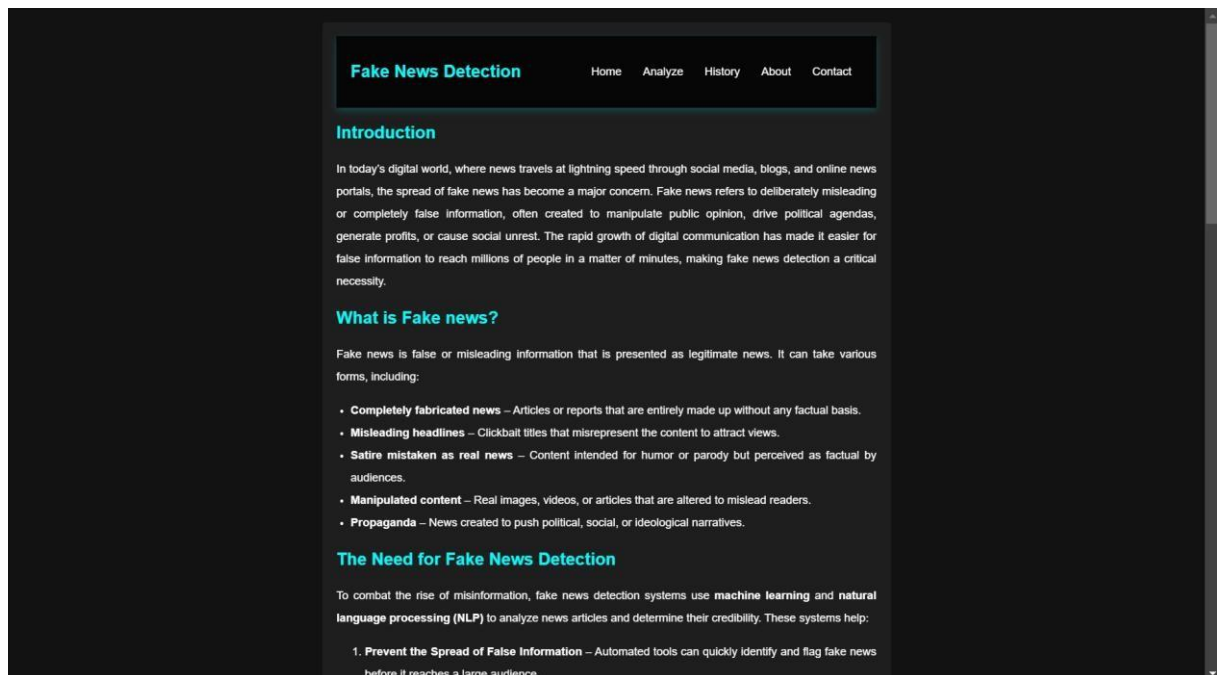 Fake News Detection
Home Analyze History About Contact
Introduction
In today's digital world, where news travels at lightning speed through social media, blogs, and online news
portals, the spread of fake news has become a major concern. Fake news refers to deliberately misleading
or completely false information, often created to manipulate public opinion, drive political agendas,
generate profits, or cause social unrest. The rapid growth of digital communication has made it easier for
false information to reach millions of people in a matter of minutes, making fake news detection a critical
necessity.
What is Fake news?
Fake news is false or misleading information that is presented as legitimate news. It can take various
forms, including:
• Completely fabricated news – Articles or reports that are entirely made up without any factual basis.
• Misleading headlines – Clickbait titles that misrepresent the content to attract views.
• Satire mistaken as real news – Content intended for humor or parody but perceived as factual by
audiences.
• Manipulated content – Real images, videos, or articles that are altered to mislead readers.
• Propaganda – News created to push political, social, or ideological narratives.
The Need for Fake News Detection
To combat the rise of misinformation, fake news detection systems use machine learning and natural
language processing (NLP) to analyze news articles and determine their credibility. These systems help:
1. Prevent the Spread of False Information – Automated tools can quickly identify and flag fake news
before it reaches a large audience.